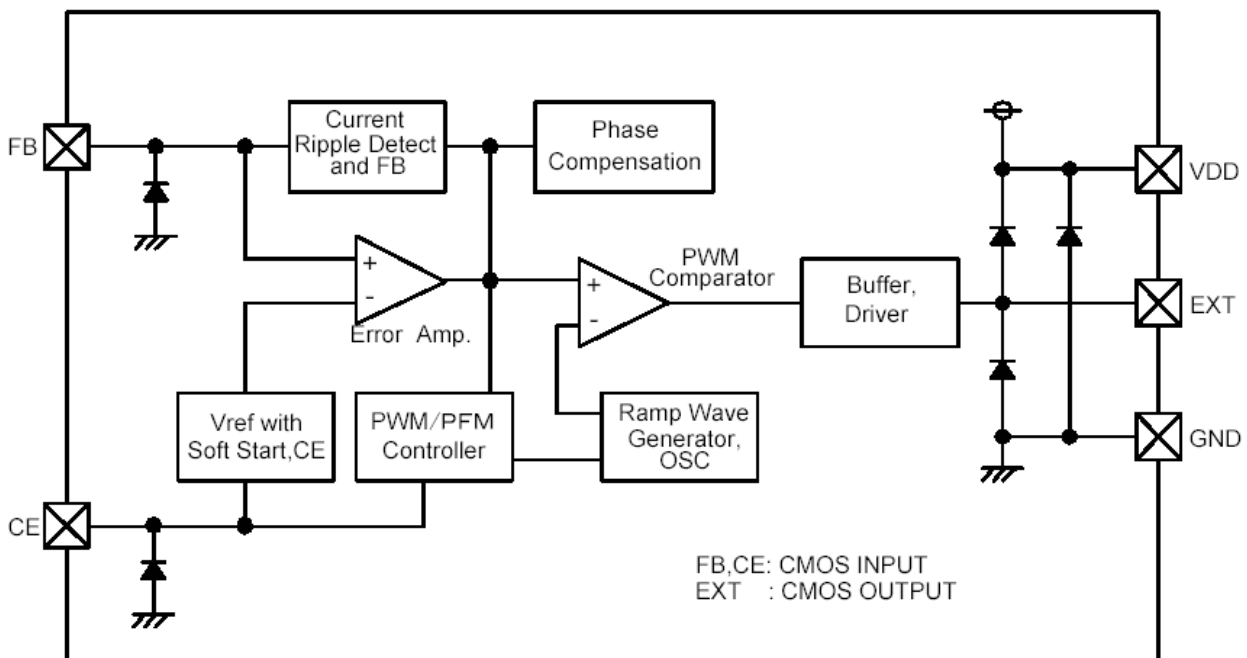 Current
Ripple Detect
and FB
Phase
Compensation
FB
VDD
+
-
Error Amp.
PWM
Comparator
+
-
Buffer,
Driver
EXT
Vref with
Soft Start,CE
PWM/PFM
Controller
Ramp Wave
Generator,
OSC
GND
CE
FB,CE: CMOS INPUT
EXT : CMOS OUTPUT